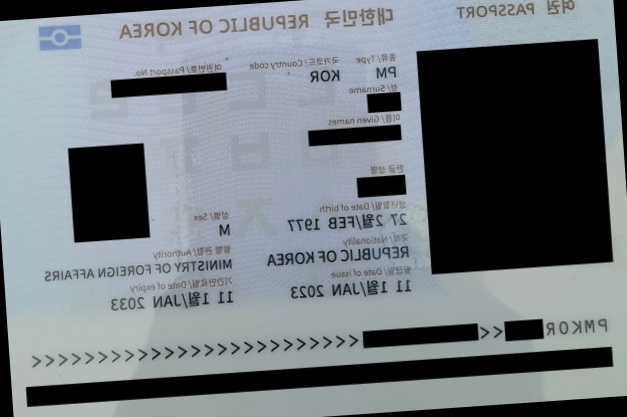 여권 PASSPORT 대한민국 REPUBLIC OF KOREA
종류/ Type 국가코드/ Country code 여권번호/ Passport No.
PM KOR
성/ Surname
이름/ Given names
한글성명
생년월일/ Date of birth 성별/ Sex
27 2월/FEB 1977 M
국적/ Nationality 발행관청/ Authority
REPUBLIC OF KOREA MINISTRY OF FOREIGN AFFAIRS
발급일/ Date of issue 기간만료일/ Date of expiry
11 1월/JAN 2023 11 1월/JAN 2033
PMKOR <<<<<<<<<<<<<<<<<<<<<<<<<<<<<<